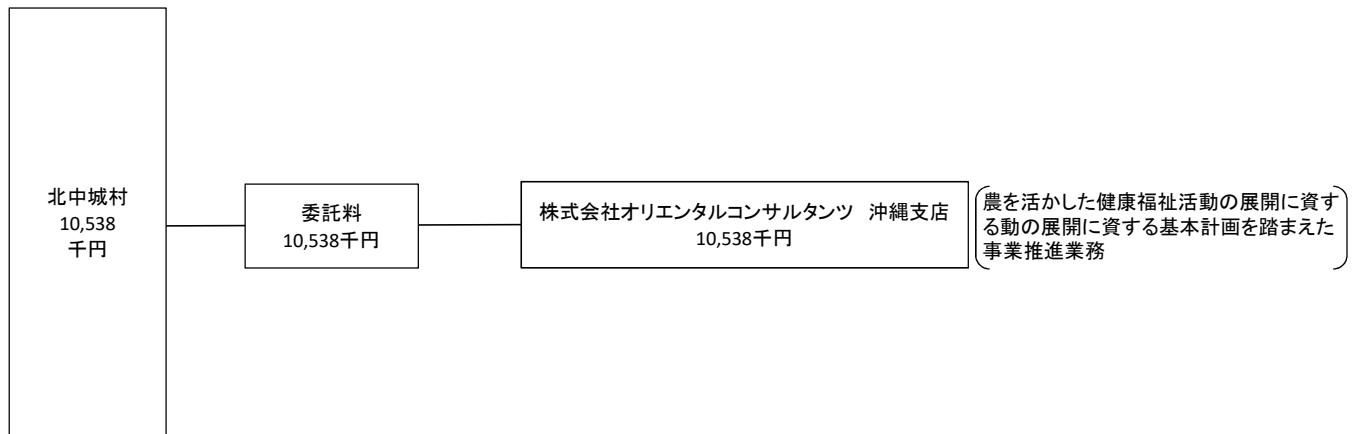 北中城村
10,538
千円
委託料
10,538千円
株式会社オリエンタルコンサルタンツ　沖縄支店
10,538千円
農を活かした健康福祉活動の展開に資す
る動の展開に資する基本計画を踏まえた
事業推進業務